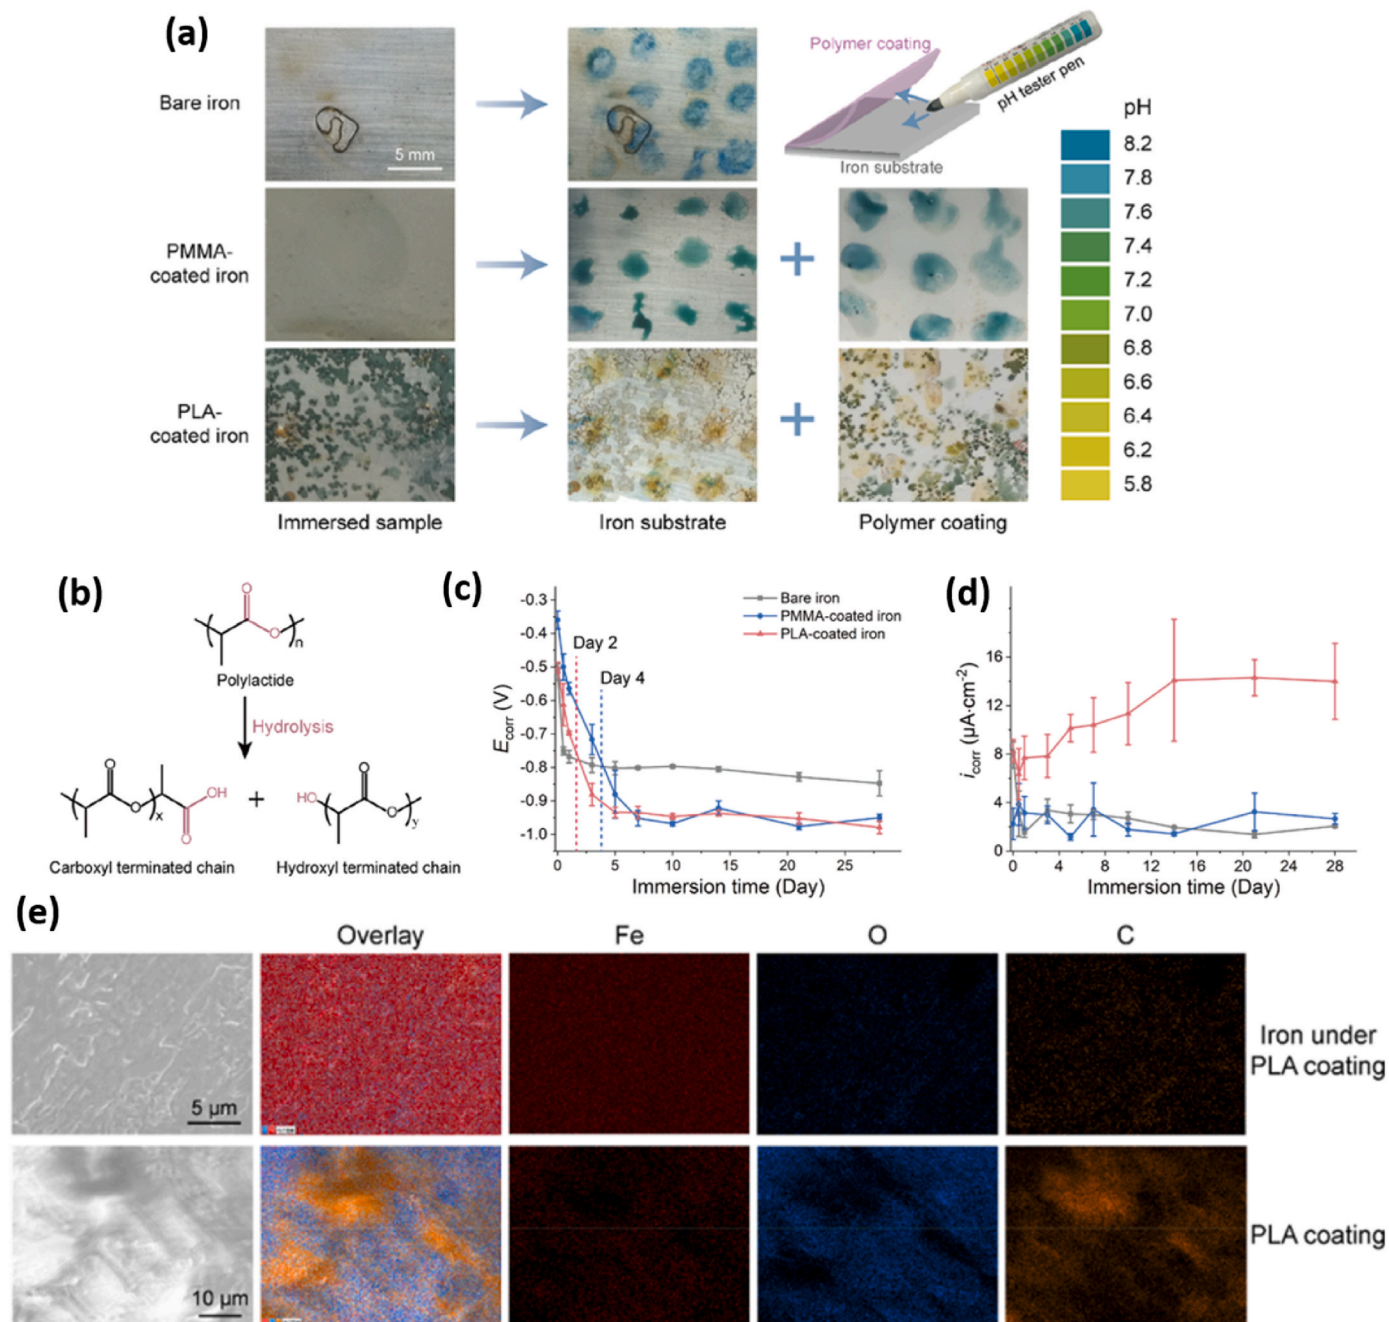 (a)
Bare iron
5 mm
Polymer coating
pH tester pen
Iron substrate
pH
8.2
7.8
7.6
7.4
7.2
7.0
6.8
6.6
6.4
6.2
5.8
PMMA-
coated iron
+
PLA-
coated iron
+
Immersed sample
Iron substrate
Polymer coating
(b)
O
O
n
Polylactide
Hydrolysis
O
O
x
OH
O
+
HO
O
O
y
Carboxyl terminated chain
Hydroxyl terminated chain
(c)
Bare iron
PMMA-coated iron
PLA-coated iron
Day 2
Day 4
-0.3
-0.4
-0.5
-0.6
-0.7
-0.8
-0.9
-1.0
Ecorr (V)
0 5 10 15 20 25
Immersion time (Day)
(d)
16
12
8
4
0
icorr (μA·cm-2)
0 4 8 12 16 20 24 28
Immersion time (Day)
(e)
Overlay
Fe
O
C
5 μm
Iron under
PLA coating
10 μm
PLA coating